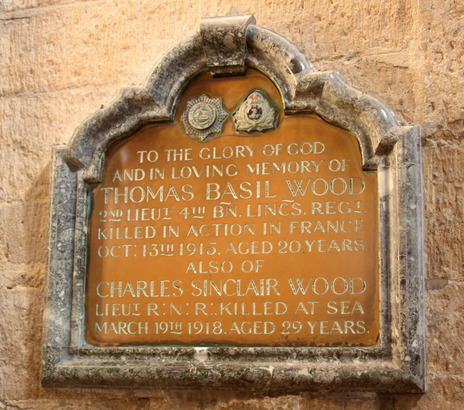 TO THE GLORY OF GOD
AND IN LOVING MEMORY OF
THOMAS BASIL WOOD
2ND LIEUT 4TH BN. LINCS. REGT.
KILLED IN ACTION IN FRANCE
OCT: 13TH 1915. AGED 20 YEARS
ALSO OF
CHARLES SINCLAIR WOOD
LIEUT R:N:R: KILLED AT SEA
MARCH 19TH 1918. AGED 29 YEARS.